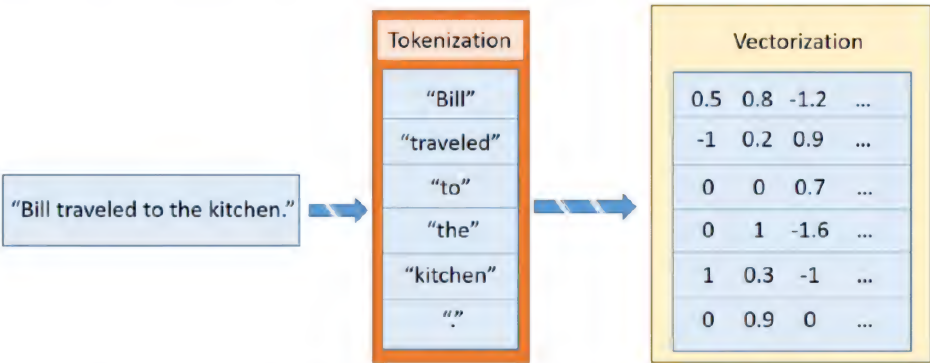 "Bill traveled to the kitchen."
Tokenization
"Bill"
"traveled"
"to"
"the"
"kitchen"
"."
Vectorization
0.5 0.8 -1.2 ...
-1 0.2 0.9 ...
0 0 0.7 ...
0 1 -1.6 ...
1 0.3 -1 ...
0 0.9 0 ...